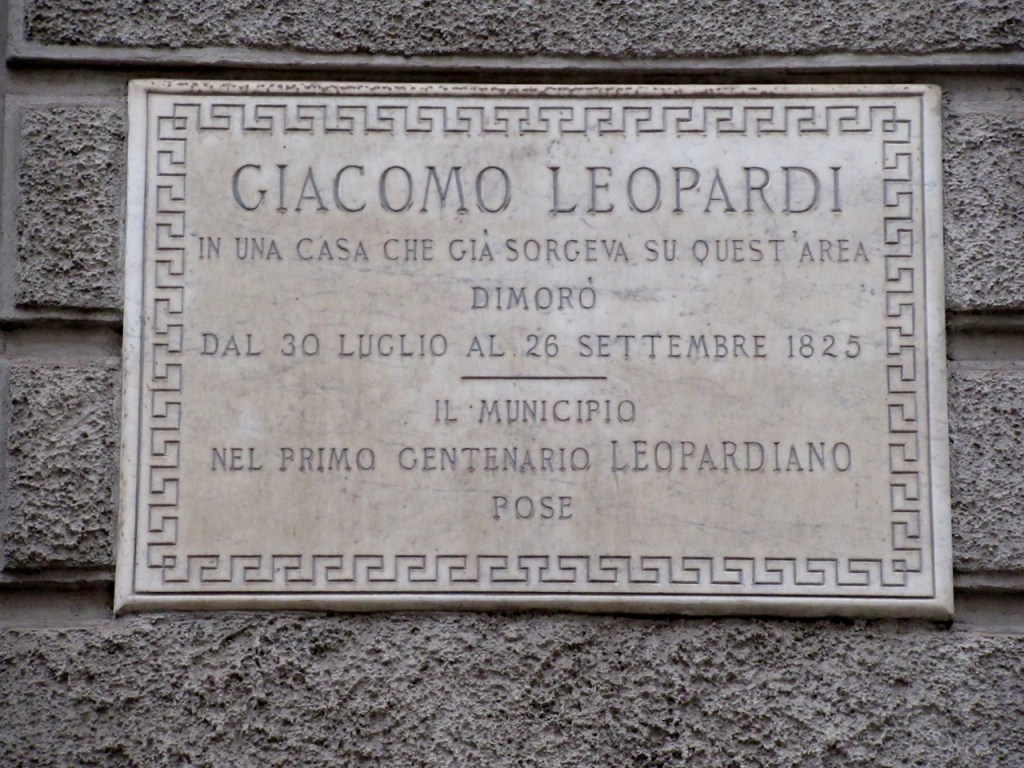 GIACOMO LEOPARDI
IN UNA CASA CHE GIÀ SORGEVA SU QUEST'AREA
DIMORÒ
DAL 30 LUGLIO AL 26 SETTEMBRE 1825
IL MUNICIPIO
NEL PRIMO CENTENARIO LEOPARDIANO
POSE